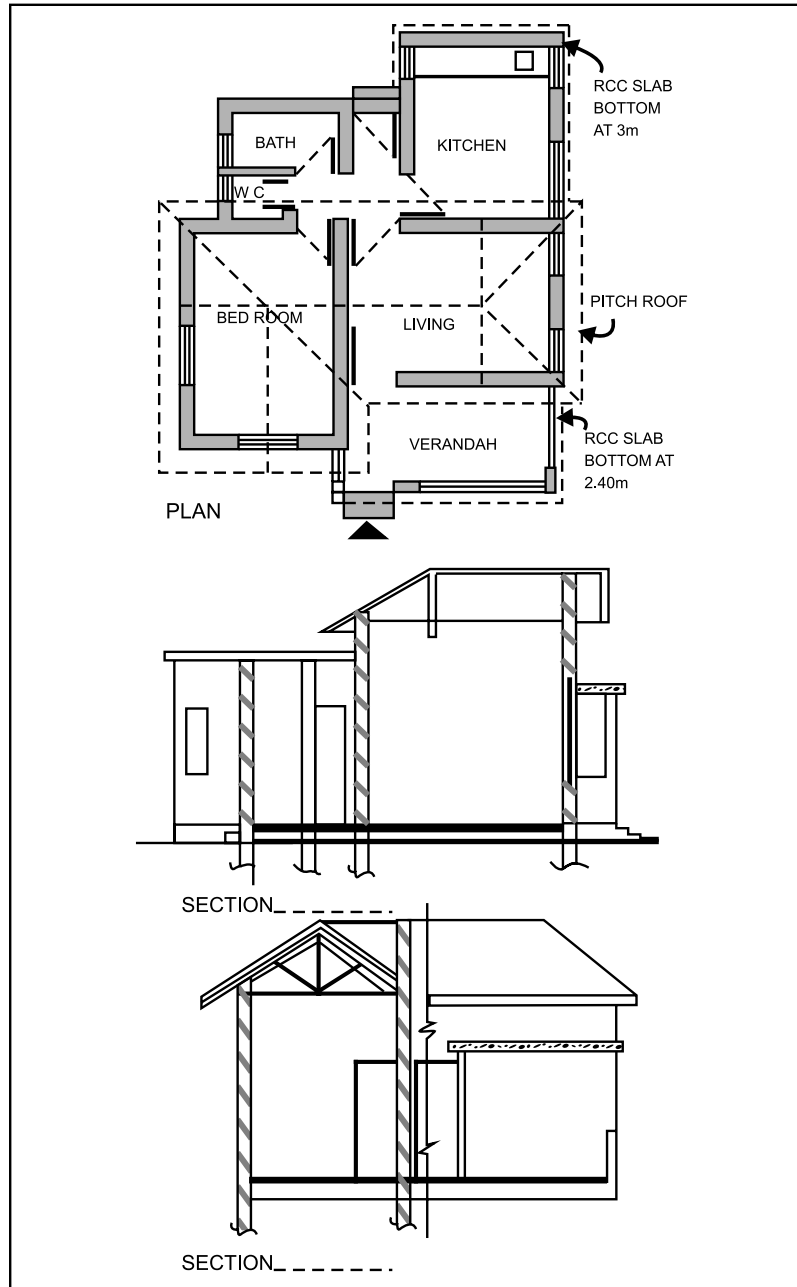 RCC SLAB
BOTTOM
AT 3m
BATH
KITCHEN
W C
PITCH ROOF
BED ROOM
LIVING
VERANDAH
RCC SLAB
BOTTOM AT
2.40m
PLAN
SECTION
SECTION